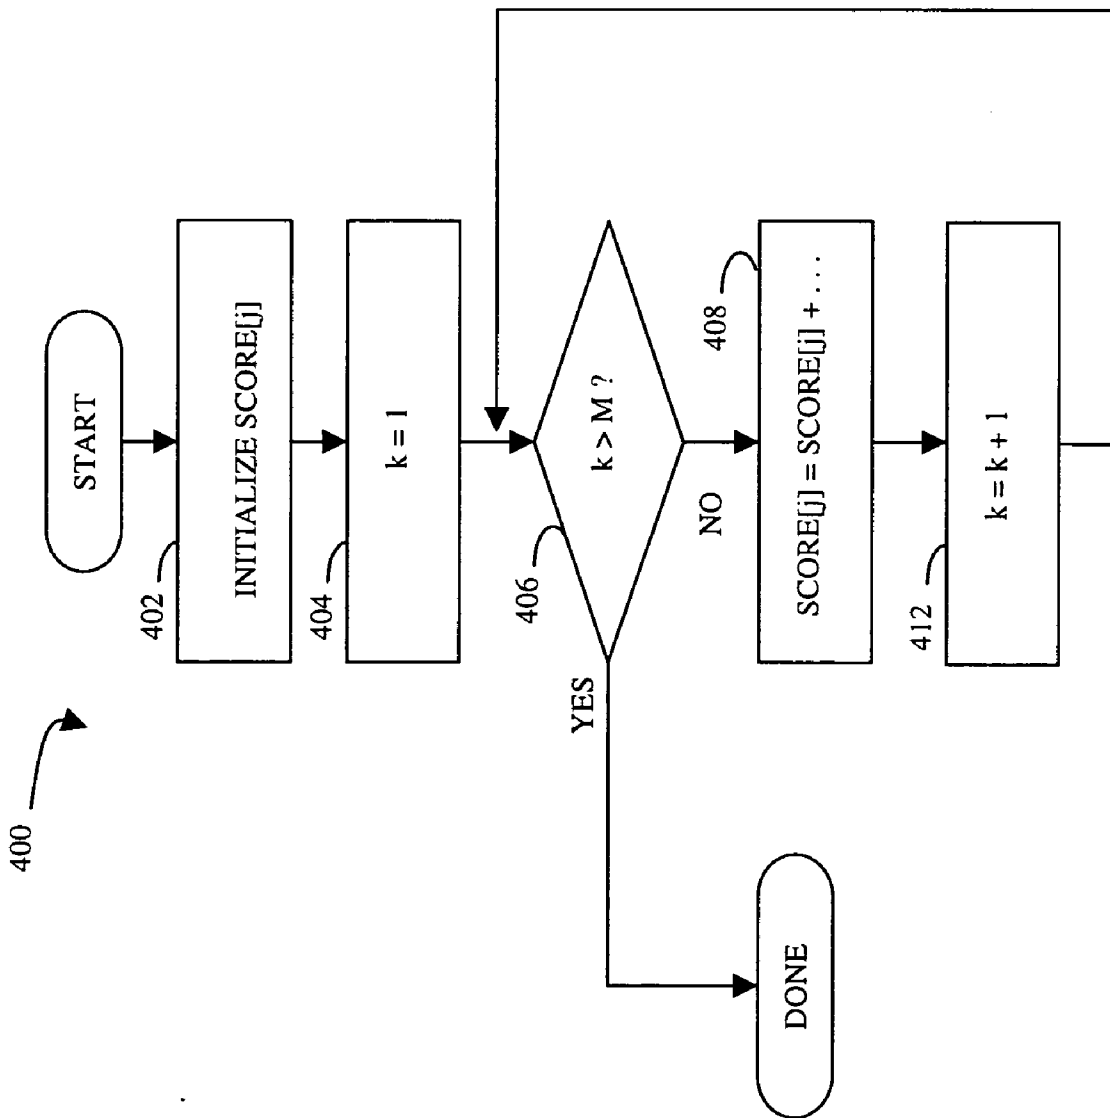 400
START
402
INITIALIZE SCORE[j]
404
k = 1
406
k > M ?
YES
NO
408
SCORE[j] = SCORE[j] + . . .
412
k = k + 1
DONE